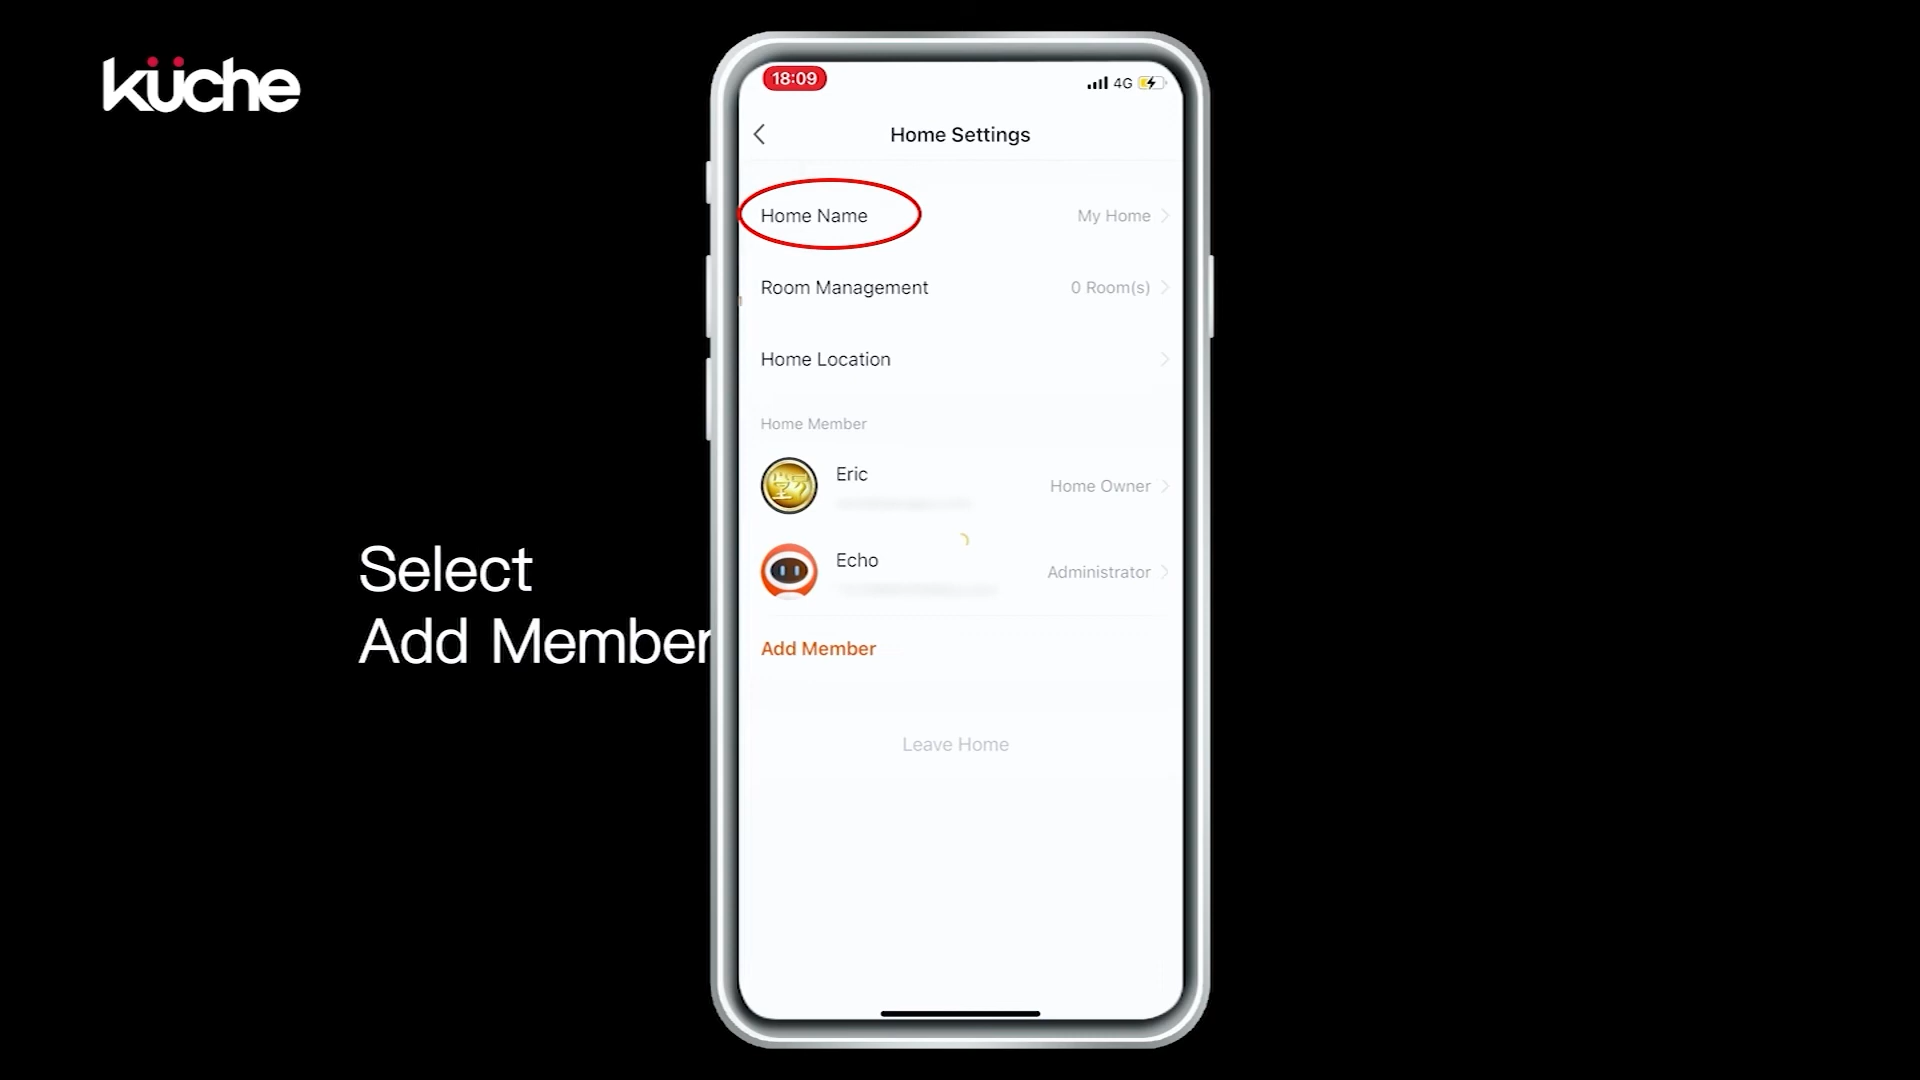 küche
18:09
4G
Home Settings
Home Name
My Home
Room Management
0 Room(s)
Home Location
Home Member
Eric
Home Owner
Echo
Administrator
Add Member
Leave Home
Select
Add Member